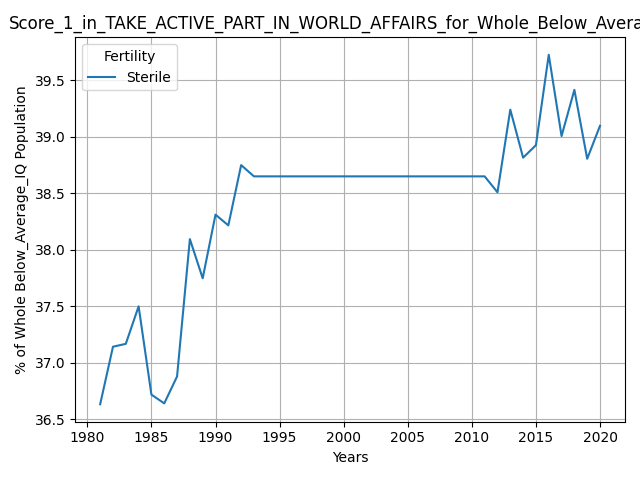 Score_1_in_TAKE_ACTIVE_PART_IN_WORLD_AFFAIRS_for_Whole_Below_Avera
Fertility
Sterile
% of Whole Below_Average_IQ Population
39.5
39.0
38.5
38.0
37.5
37.0
36.5
1980 1985 1990 1995 2000 2005 2010 2015 2020
Years